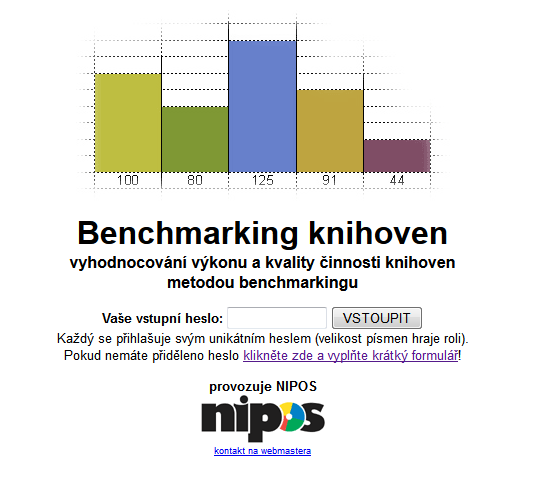 100 80 125 91 44
Benchmarking knihoven
vyhodnocování výkonu a kvality činnosti knihoven
metodou benchmarkingu
Vaše vstupní heslo: VSTOUPIT
Každý se přihlašuje svým unikátním heslem (velikost písmen hraje roli).
Pokud nemáte přiděleno heslo klikněte zde a vyplňte krátký formulář!
provozuje NIPOS
nipos
kontakt na webmastera